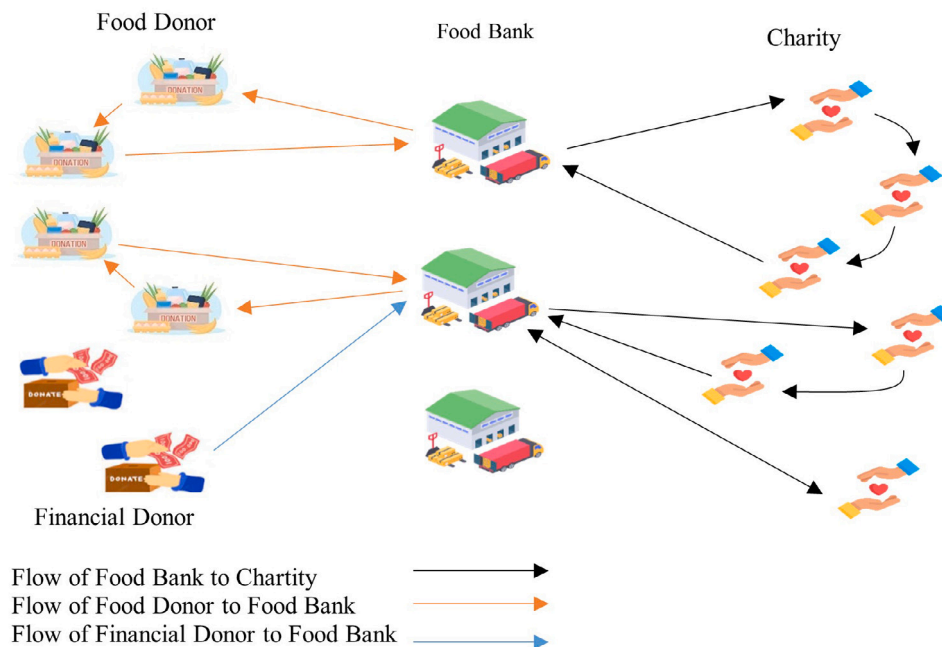 Food Donor
Food Bank
Charity
DONATION
DONATION
DONATION
DONATION
DONATE
DONATE
Financial Donor
Flow of Food Bank to Chartity
Flow of Food Donor to Food Bank
Flow of Financial Donor to Food Bank